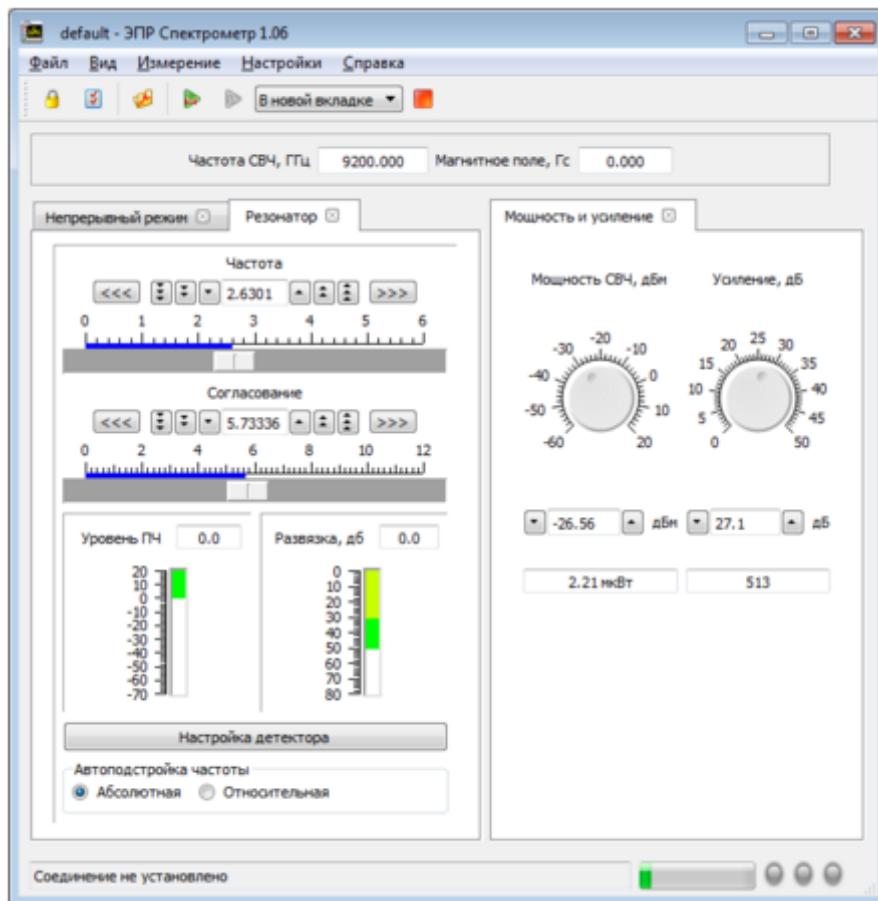 default - ЭПР Спектрометр 1.06
Файл Вид Измерение Настройки Справка
В новой вкладке
Частота СВЧ, ГГц 9200.000 Магнитное поле, Гс 0.000
Непрерывный режим Резонатор
Частота
<<< 2.6301 >>>
0 1 2 3 4 5 6
Согласование
<<< 5.73336 >>>
0 2 4 6 8 10 12
Уровень ПЧ 0.0 Развязка, дб 0.0
20 0
10 10
0 20
-10 30
-20 40
-30 50
-40 60
-50 70
-60 80
-70
Настройка детектора
Автоподстройка частоты
Абсолютная Относительная
Мощность и усиление
Мощность СВЧ, дБм Усиление, дБ
-60 -50 -40 -30 -20 -10 0 10 20
0 5 10 15 20 25 30 35 40 45 50
-26.56 дБм 27.1 дБ
2.21 мкВт 513
Соединение не установлено